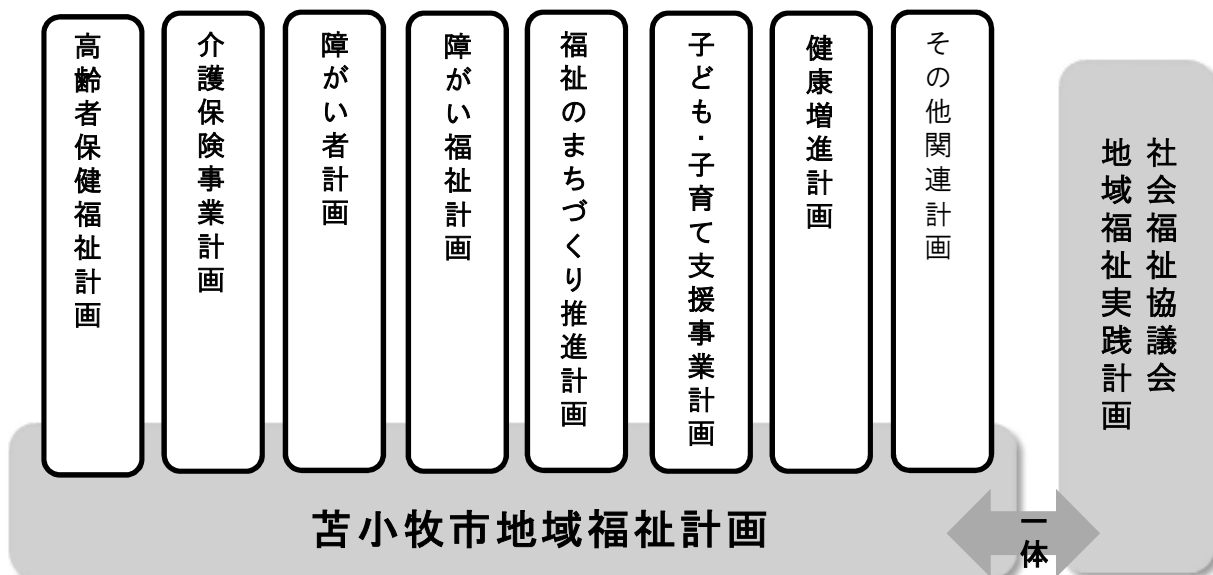 高齢者保健福祉計画
介護保険事業計画
障がい者計画
障がい福祉計画
福祉のまちづくり推進計画
子ども・子育て支援事業計画
健康増進計画
その他関連計画
社会福祉協議会
地域福祉実践計画
苫小牧市地域福祉計画
一体